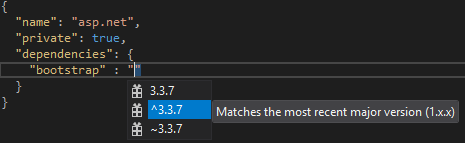 {
"name": "asp.net",
"private": true,
"dependencies": {
"bootstrap" : ""
}
}
3.3.7
^3.3.7
~3.3.7
Matches the most recent major version (1.x.x)